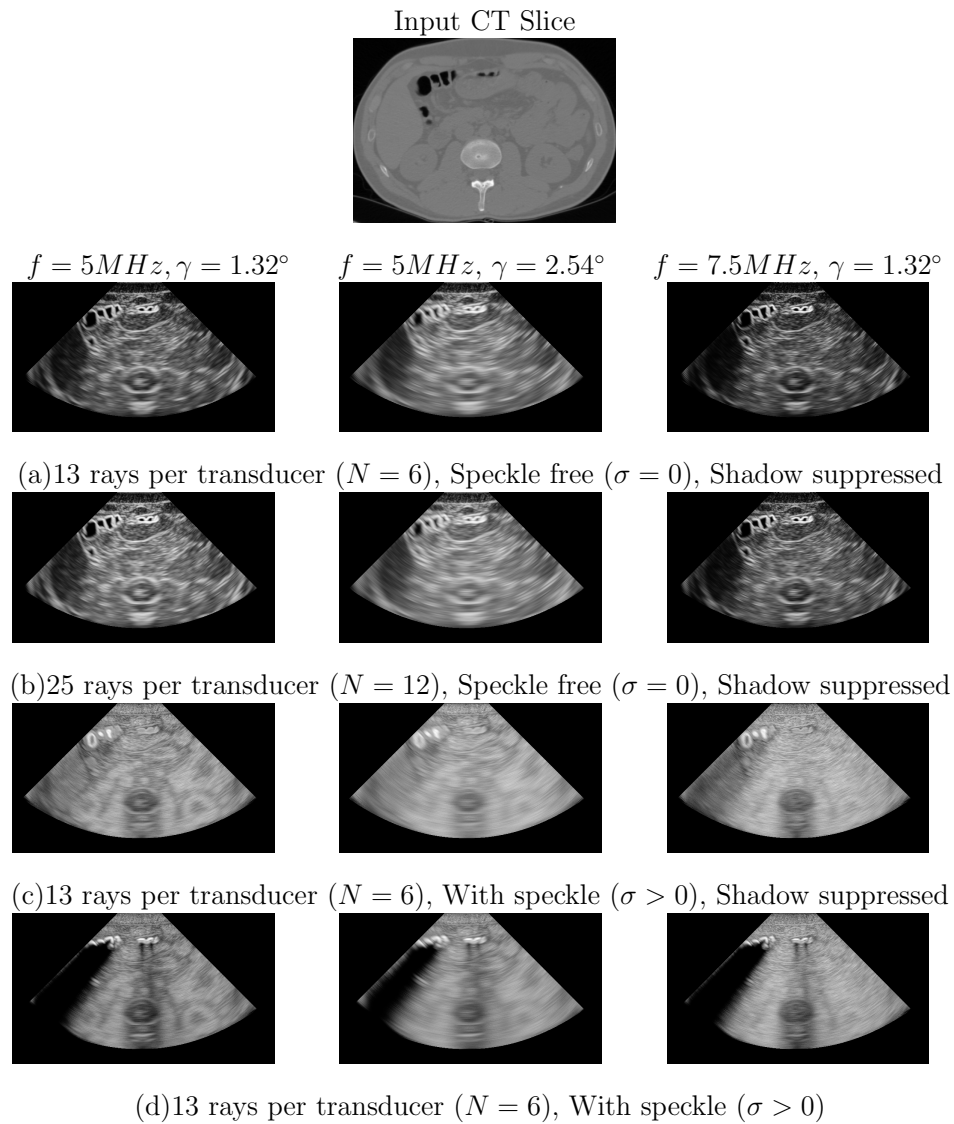 Input CT Slice
f = 5MHz, γ = 1.32°
f = 5MHz, γ = 2.54°
f = 7.5MHz, γ = 1.32°
(a)13 rays per transducer (N = 6), Speckle free (σ = 0), Shadow suppressed
(b)25 rays per transducer (N = 12), Speckle free (σ = 0), Shadow suppressed
(c)13 rays per transducer (N = 6), With speckle (σ > 0), Shadow suppressed
(d)13 rays per transducer (N = 6), With speckle (σ > 0)